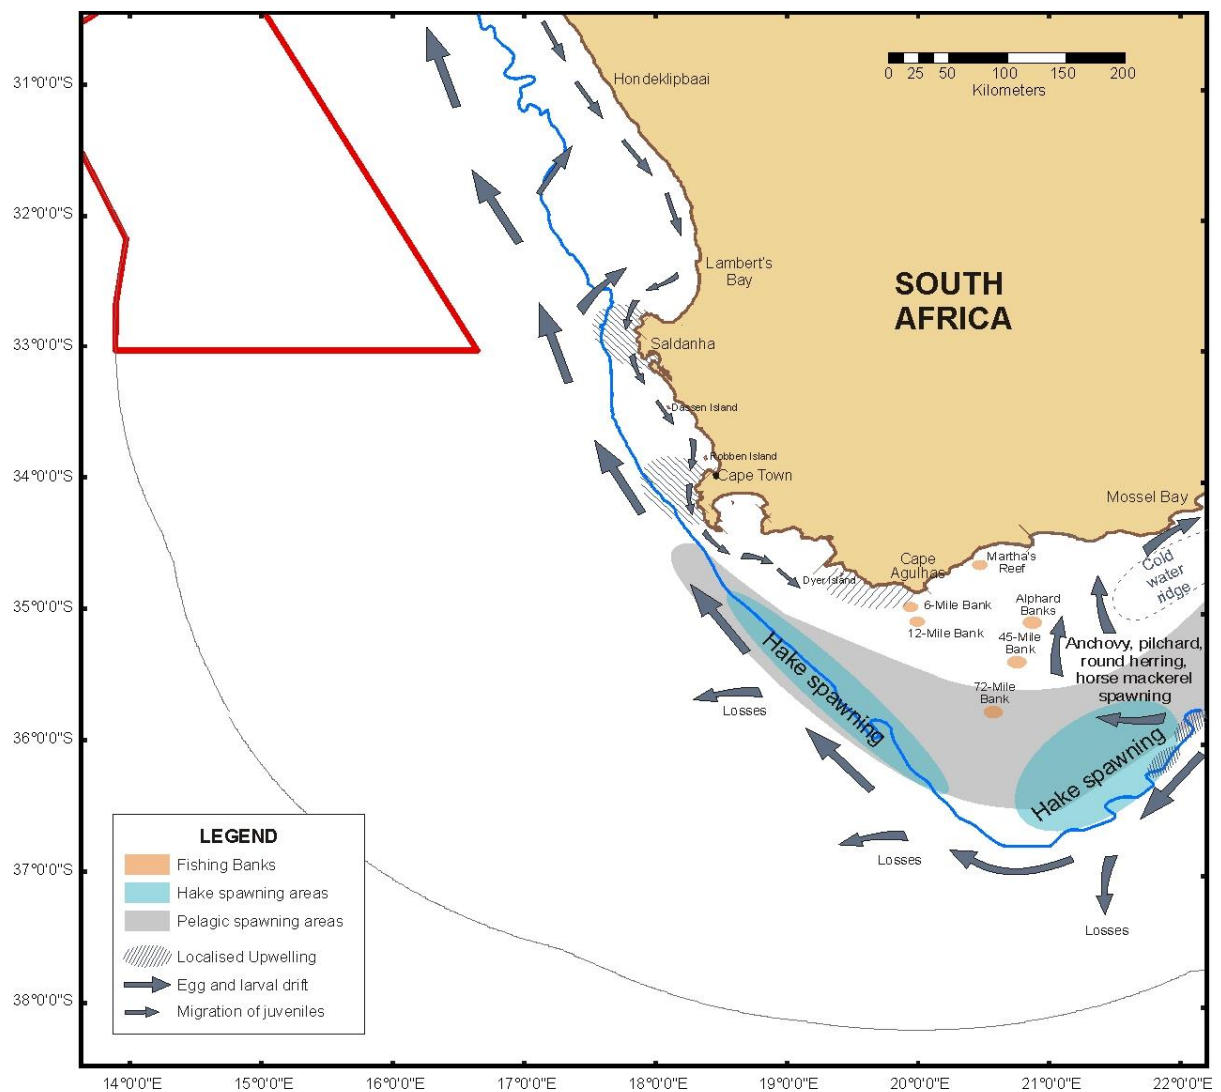 31°0'0"S
32°0'0"S
33°0'0"S
34°0'0"S
35°0'0"S
36°0'0"S
37°0'0"S
38°0'0"S
0 25 50 100 150 200
Kilometers
Hondeklipbaai
Lambert's
Bay
SOUTH
AFRICA
Saldanha
Dassen Island
Robben Island
Cape Town
Mossel Bay
Cape
Agulhas
Martha's
Reef
Cold
water
ridge
Dyer Island
6-Mile Bank
Alphard
Banks
12-Mile Bank
45-Mile
Bank
Anchovy, pilchard,
round herring,
horse mackerel
spawning
72-Mile
Bank
Hake spawning
Hake spawning
Losses
Losses
Losses
LEGEND
Fishing Banks
Hake spawning areas
Pelagic spawning areas
Localised Upwelling
Egg and larval drift
Migration of juveniles
14°0'0"E
15°0'0"E
16°0'0"E
17°0'0"E
18°0'0"E
19°0'0"E
20°0'0"E
21°0'0"E
22°0'0"E